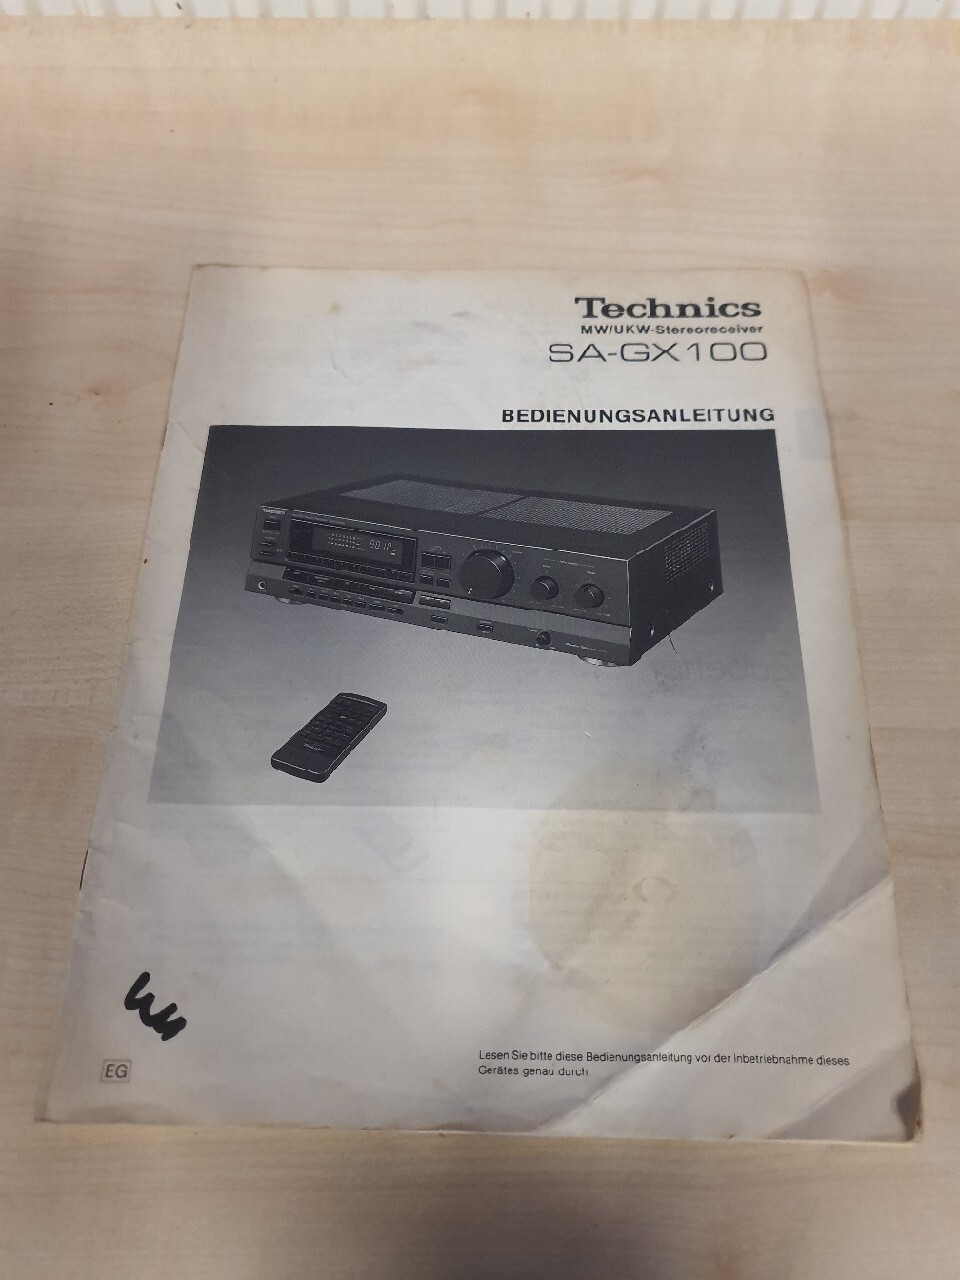 Technics
MW/UKW-Stereoreceiver
SA-GX100
BEDIENUNGSANLEITUNG
EG
Lesen Sie bitte diese Bedienungsanleitung vor der Inbetriebnahme dieses
Gerätes genau durch.